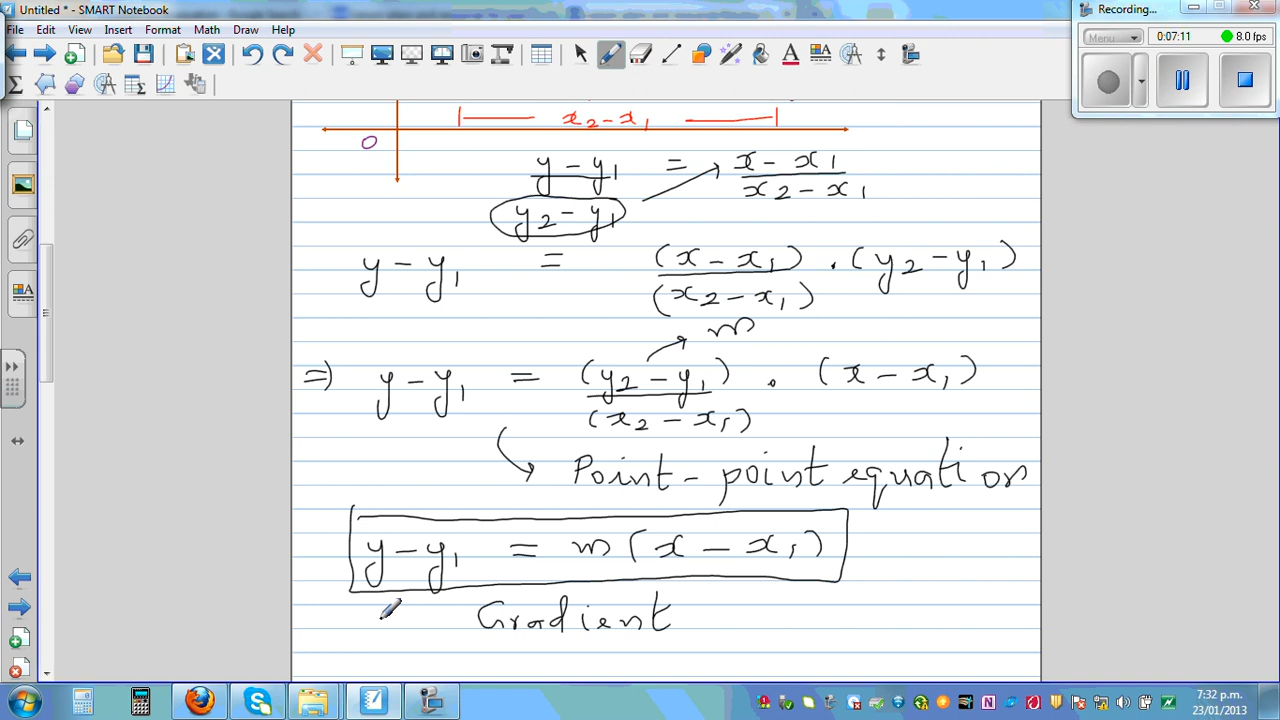 Untitled * - SMART Notebook
Recording...
File Edit View Insert Format Math Draw Help
Menu
0:07:11
8.0 fps
x₂ - x₁
0
y - y₁ / y₂ - y₁ = x - x₁ / x₂ - x₁
y - y₁ = (x - x₁) / (x₂ - x₁) . (y₂ - y₁)
m
⇒ y - y₁ = (y₂ - y₁) / (x₂ - x₁) . (x - x₁)
Point - point equation
y - y₁ = m (x - x₁)
Gradient
7:32 p.m.
23/01/2013